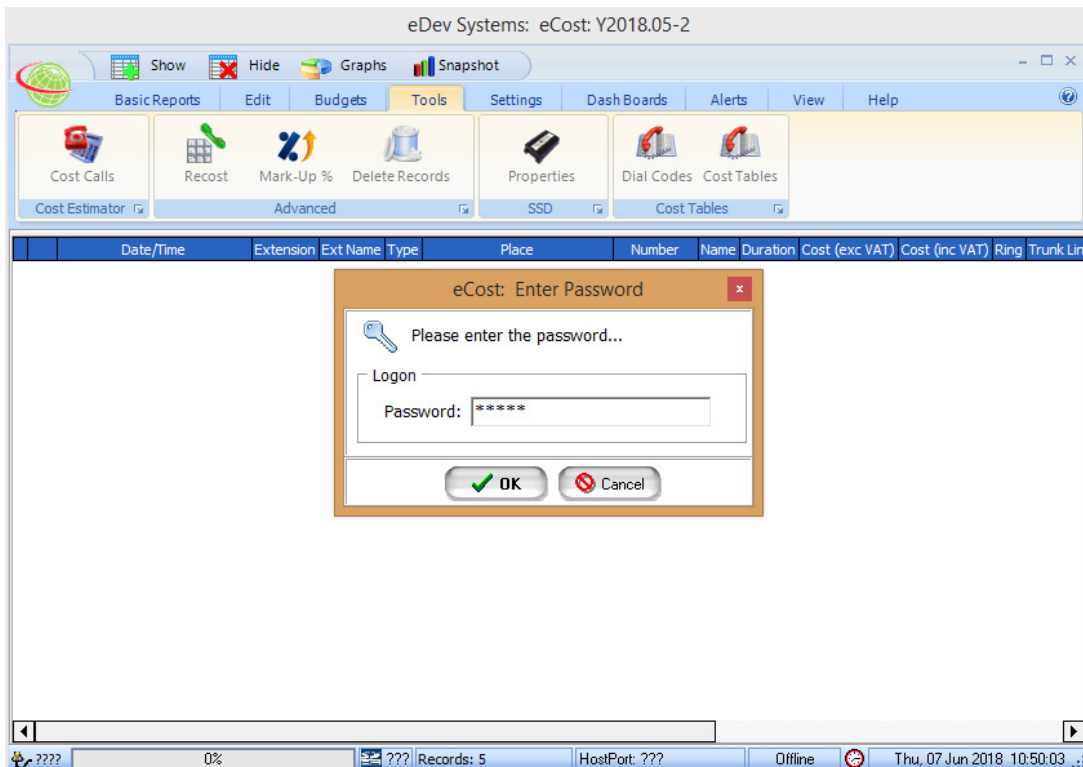 eDev Systems: eCost: Y2018.05-2
Show Hide Graphs Snapshot
Basic Reports Edit Budgets Tools Settings Dash Boards Alerts View Help
Cost Calls Recost Mark-Up % Delete Records Properties Dial Codes Cost Tables
Cost Estimator Advanced SSD Cost Tables
Date/Time Extension Ext Name Type Place Number Name Duration Cost (exc VAT) Cost (inc VAT) Ring Trunk Lin
eCost: Enter Password
Please enter the password...
Logon
Password: *****
OK Cancel
???? 0% ??? Records: 5 HostPort: ??? Offline Thu, 07 Jun 2018 10:50:03